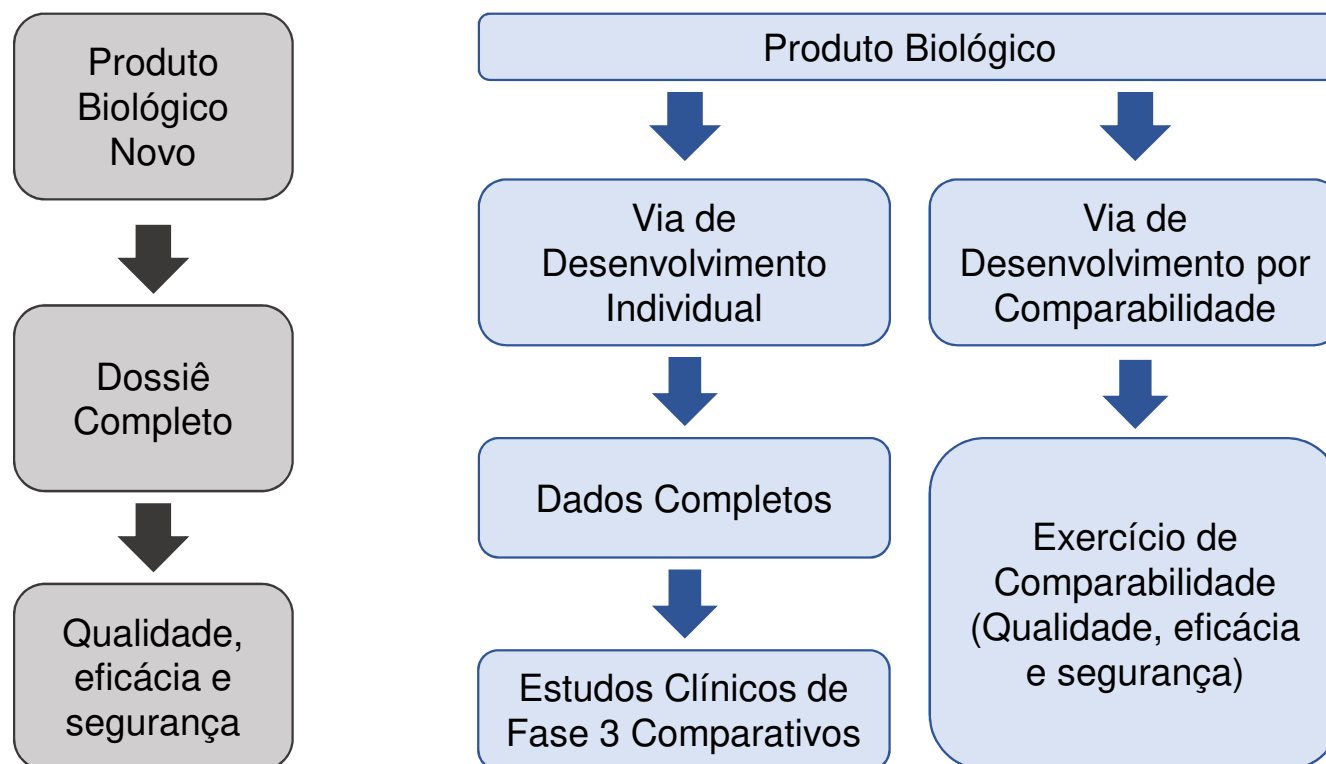 Produto
Biológico
Novo
Dossiê
Completo
Qualidade,
eficácia e
segurança
Produto Biológico
Via de
Desenvolvimento
Individual
Dados Completos
Estudos Clínicos de
Fase 3 Comparativos
Via de
Desenvolvimento por
Comparabilidade
Exercício de
Comparabilidade
(Qualidade, eficácia
e segurança)